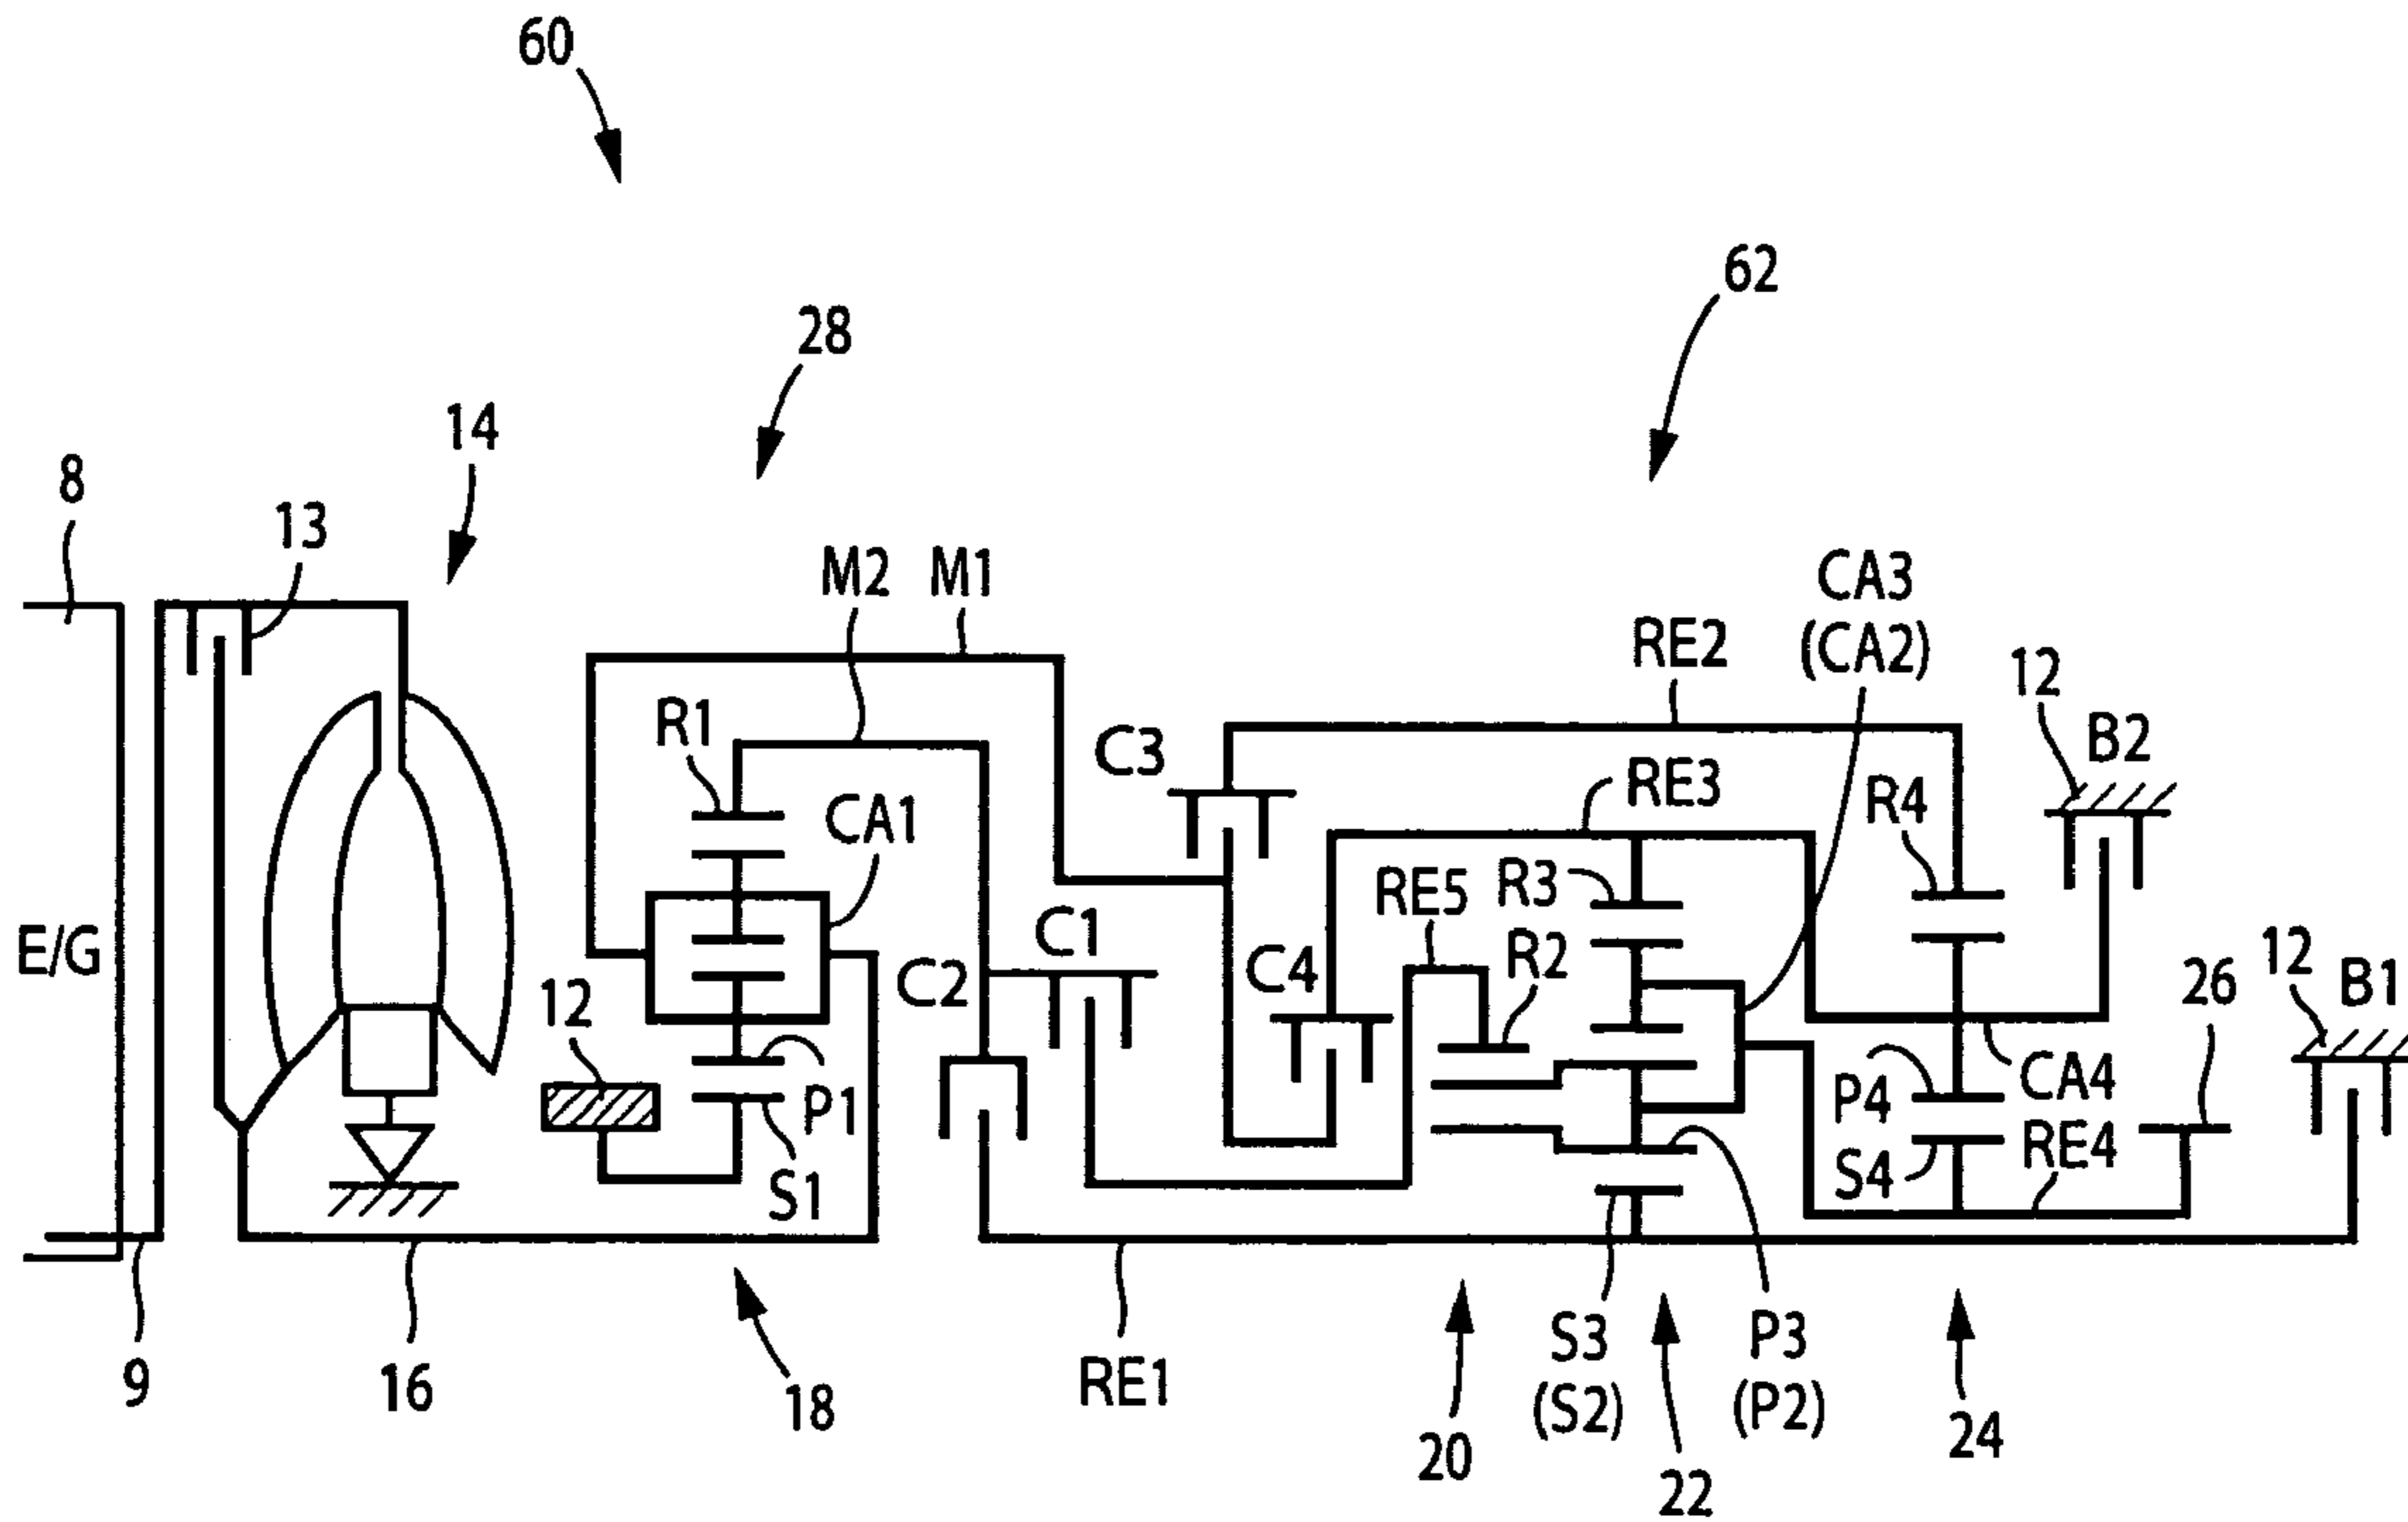 60
62
28
14
8
13
M2
M1
CA3
(CA2)
RE2
12
B2
R1
C3
RE3
R4
CA1
RE5
R3
C1
R2
E/G
C2
C4
26
12
B1
12
P1
P4
CA4
S1
S4
RE4
9
16
18
RE1
S3
(S2)
P3
(P2)
20
22
24